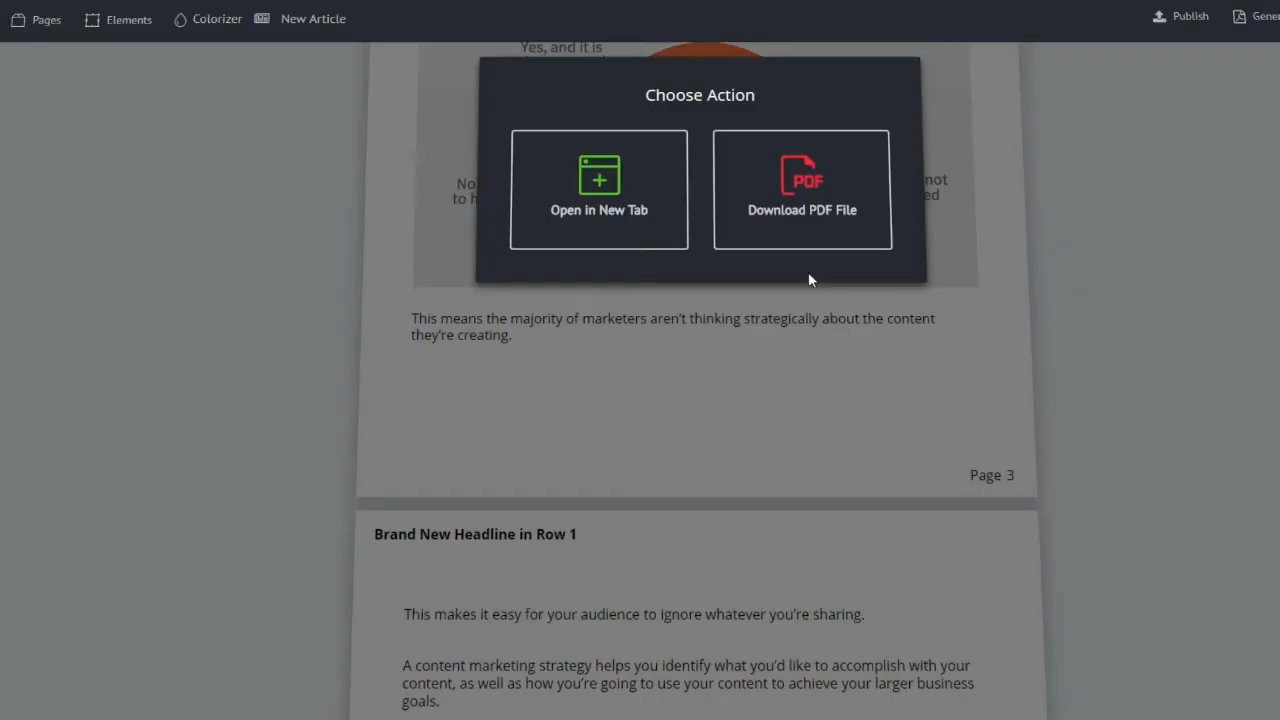 Pages Elements Colorizer New Article Publish
Yes, and it is
Choose Action
Open in New Tab Download PDF File
This means the majority of marketers aren't thinking strategically about the content
they're creating.
Page 3
Brand New Headline in Row 1
This makes it easy for your audience to ignore whatever you're sharing.
A content marketing strategy helps you identify what you'd like to accomplish with your
content, as well as how you're going to use your content to achieve your larger business
goals.